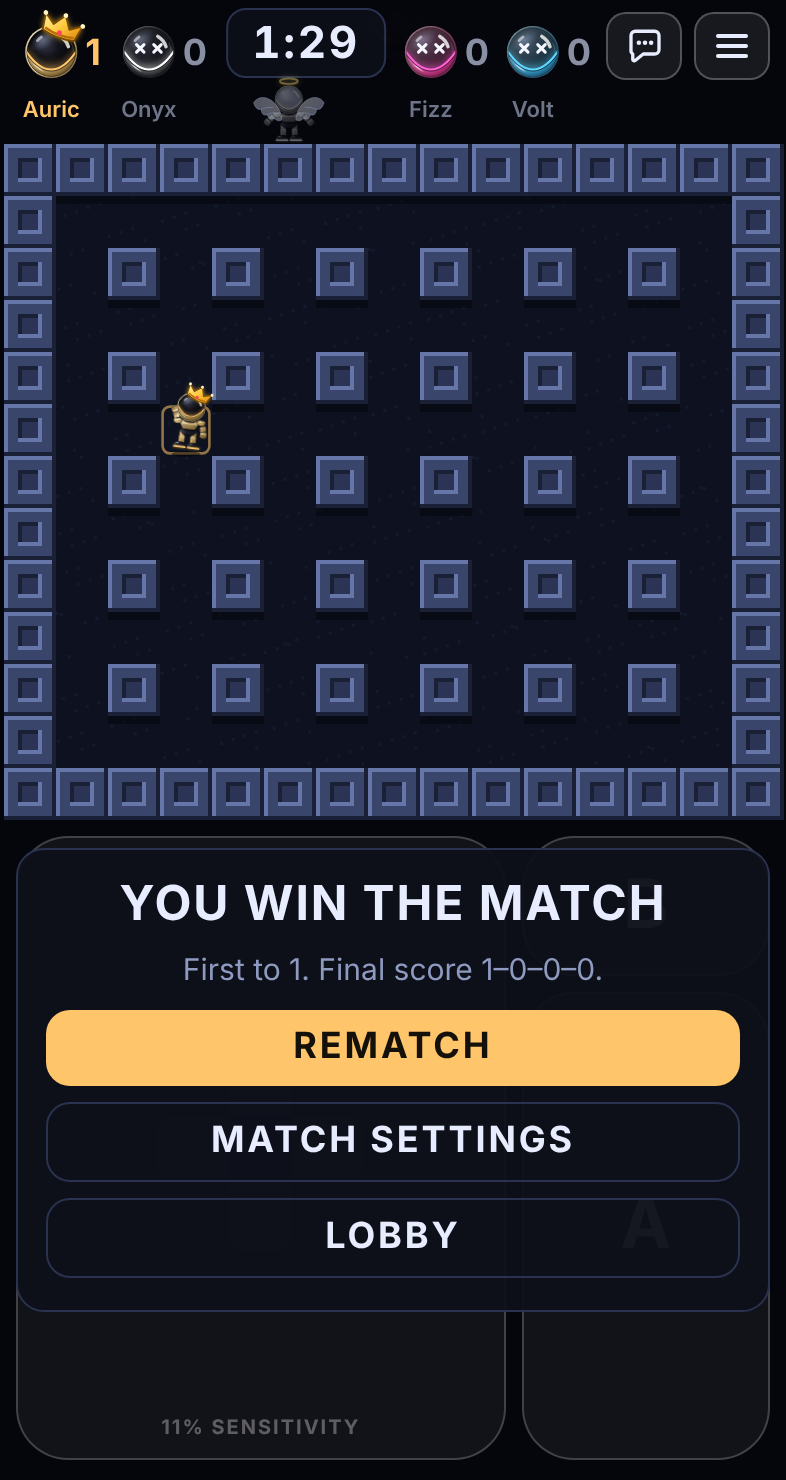 1 0 1:29 0 0
Auric Onyx Fizz Volt
YOU WIN THE MATCH
First to 1. Final score 1–0–0–0.
REMATCH
MATCH SETTINGS
LOBBY
A
11% SENSITIVITY